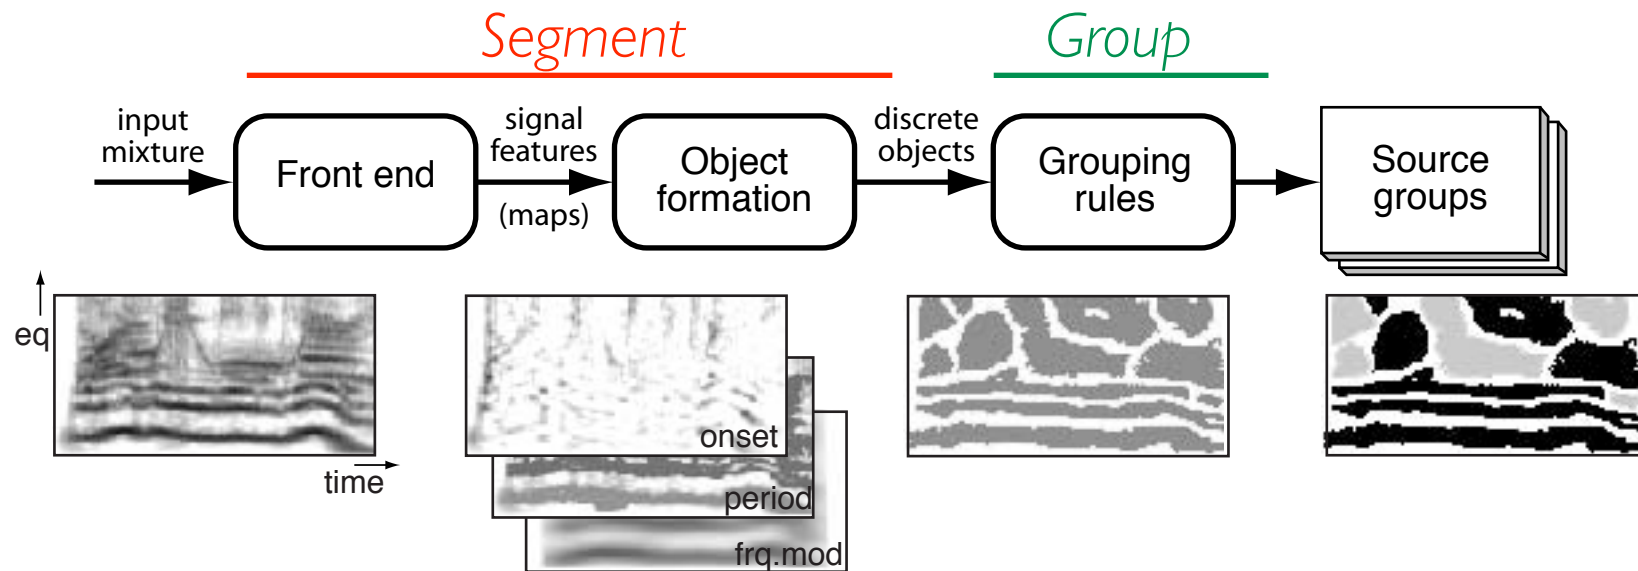 Segment
Group
input
mixture
Front end
signal
features
(maps)
Object
formation
discrete
objects
Grouping
rules
Source
groups
eq
time
onset
period
frq.mod